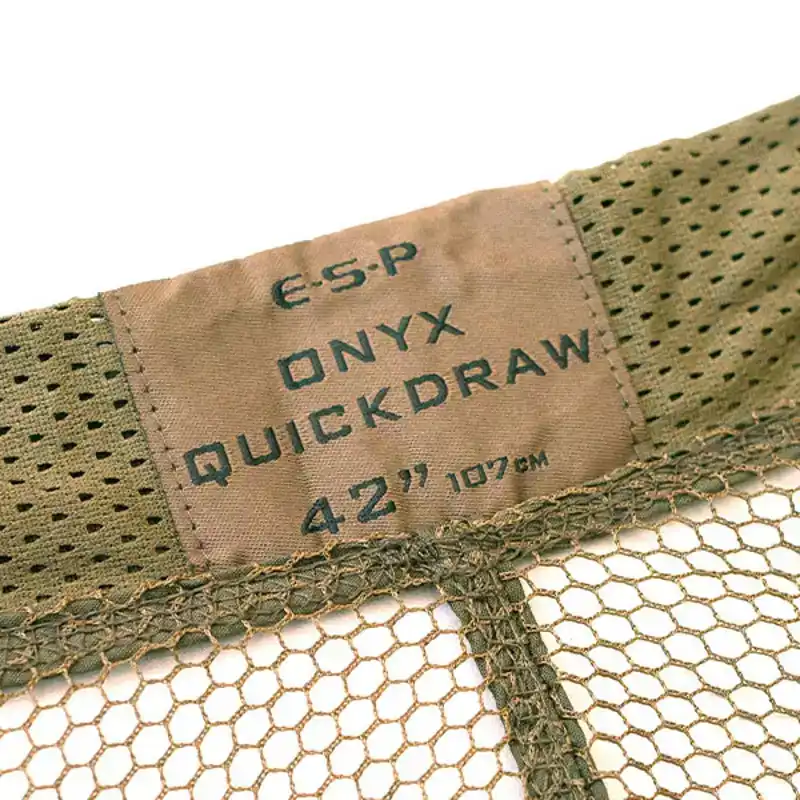 E·S·P
ONYX
QUICKDRAW
42" 107CM